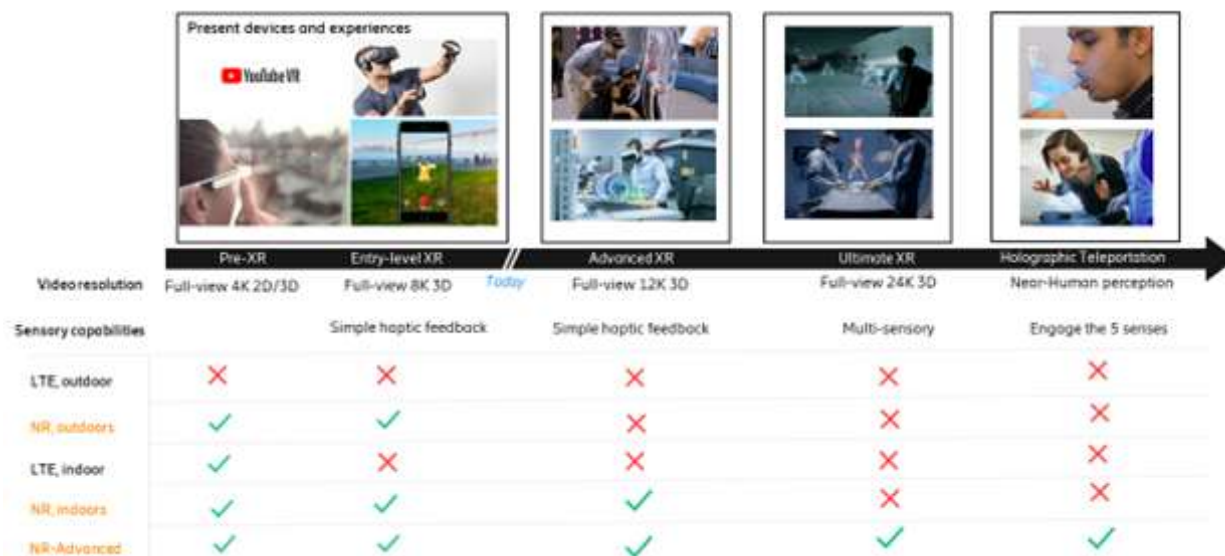 Present devices and experiences
YouTube VR
Pre-XR Entry-level XR Advanced XR Ultimate XR Holographic Teleportation
Video resolution Full-view 4K 2D/3D Full-view 8K 3D Today Full-view 12K 3D Full-view 24K 3D Near-Human perception
Sensory capabilities Simple haptic feedback Simple haptic feedback Multi-sensory Engage the 5 senses
LTE, outdoor
NR, outdoors
LTE, indoor
NR, indoors
NR-Advanced